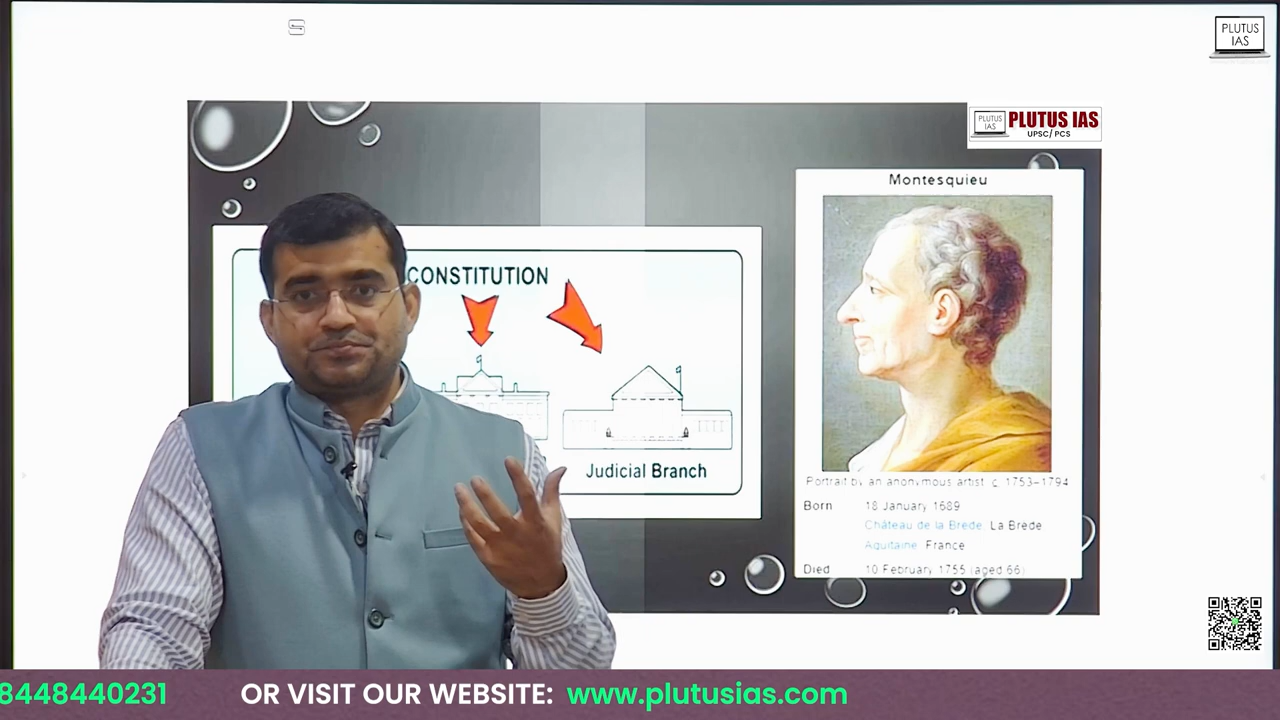 PLUTUS
IAS
PLUTUS
IAS
PLUTUS IAS
UPSC/ PCS
CONSTITUTION
Judicial Branch
Montesquieu
Portrait by an anonymous artist c. 1753–1794
Born 18 January 1689
Château de la Brède, La Brède
Aquitaine, France
Died 10 February 1755 (aged 66)
8448440231 OR VISIT OUR WEBSITE: www.plutusias.com